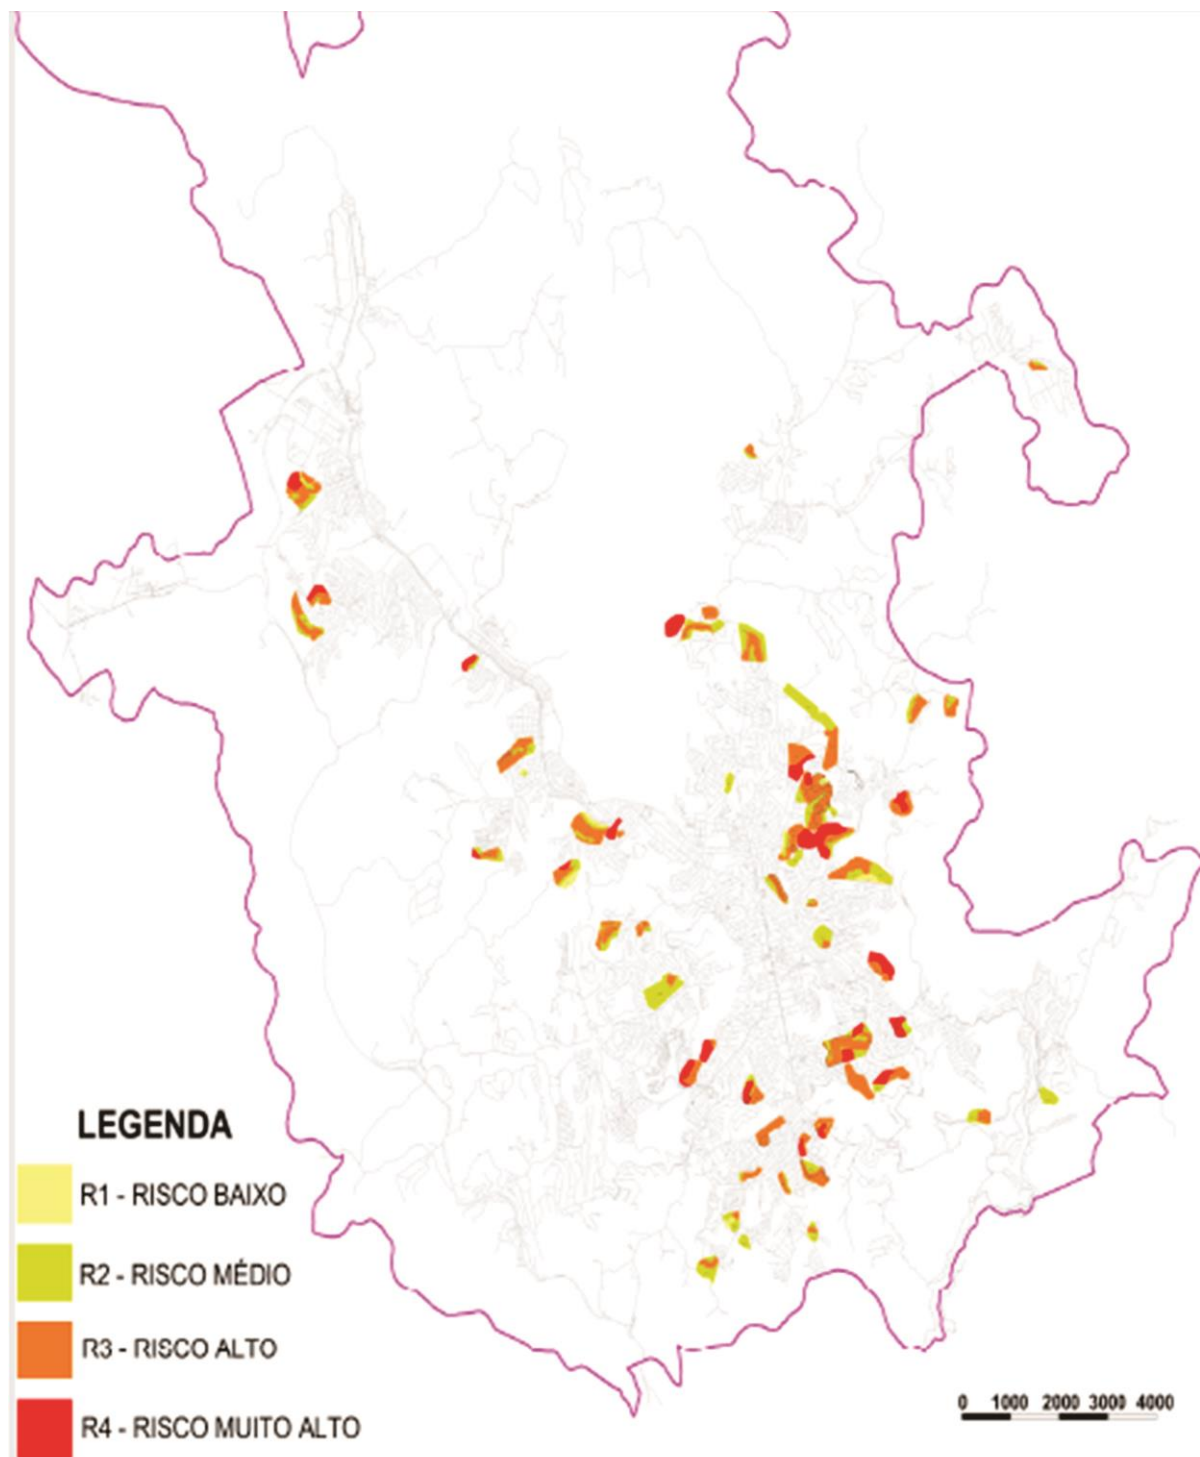 LEGENDA
R1 - RISCO BAIXO
R2 - RISCO MÉDIO
R3 - RISCO ALTO
R4 - RISCO MUITO ALTO
0 1000 2000 3000 4000